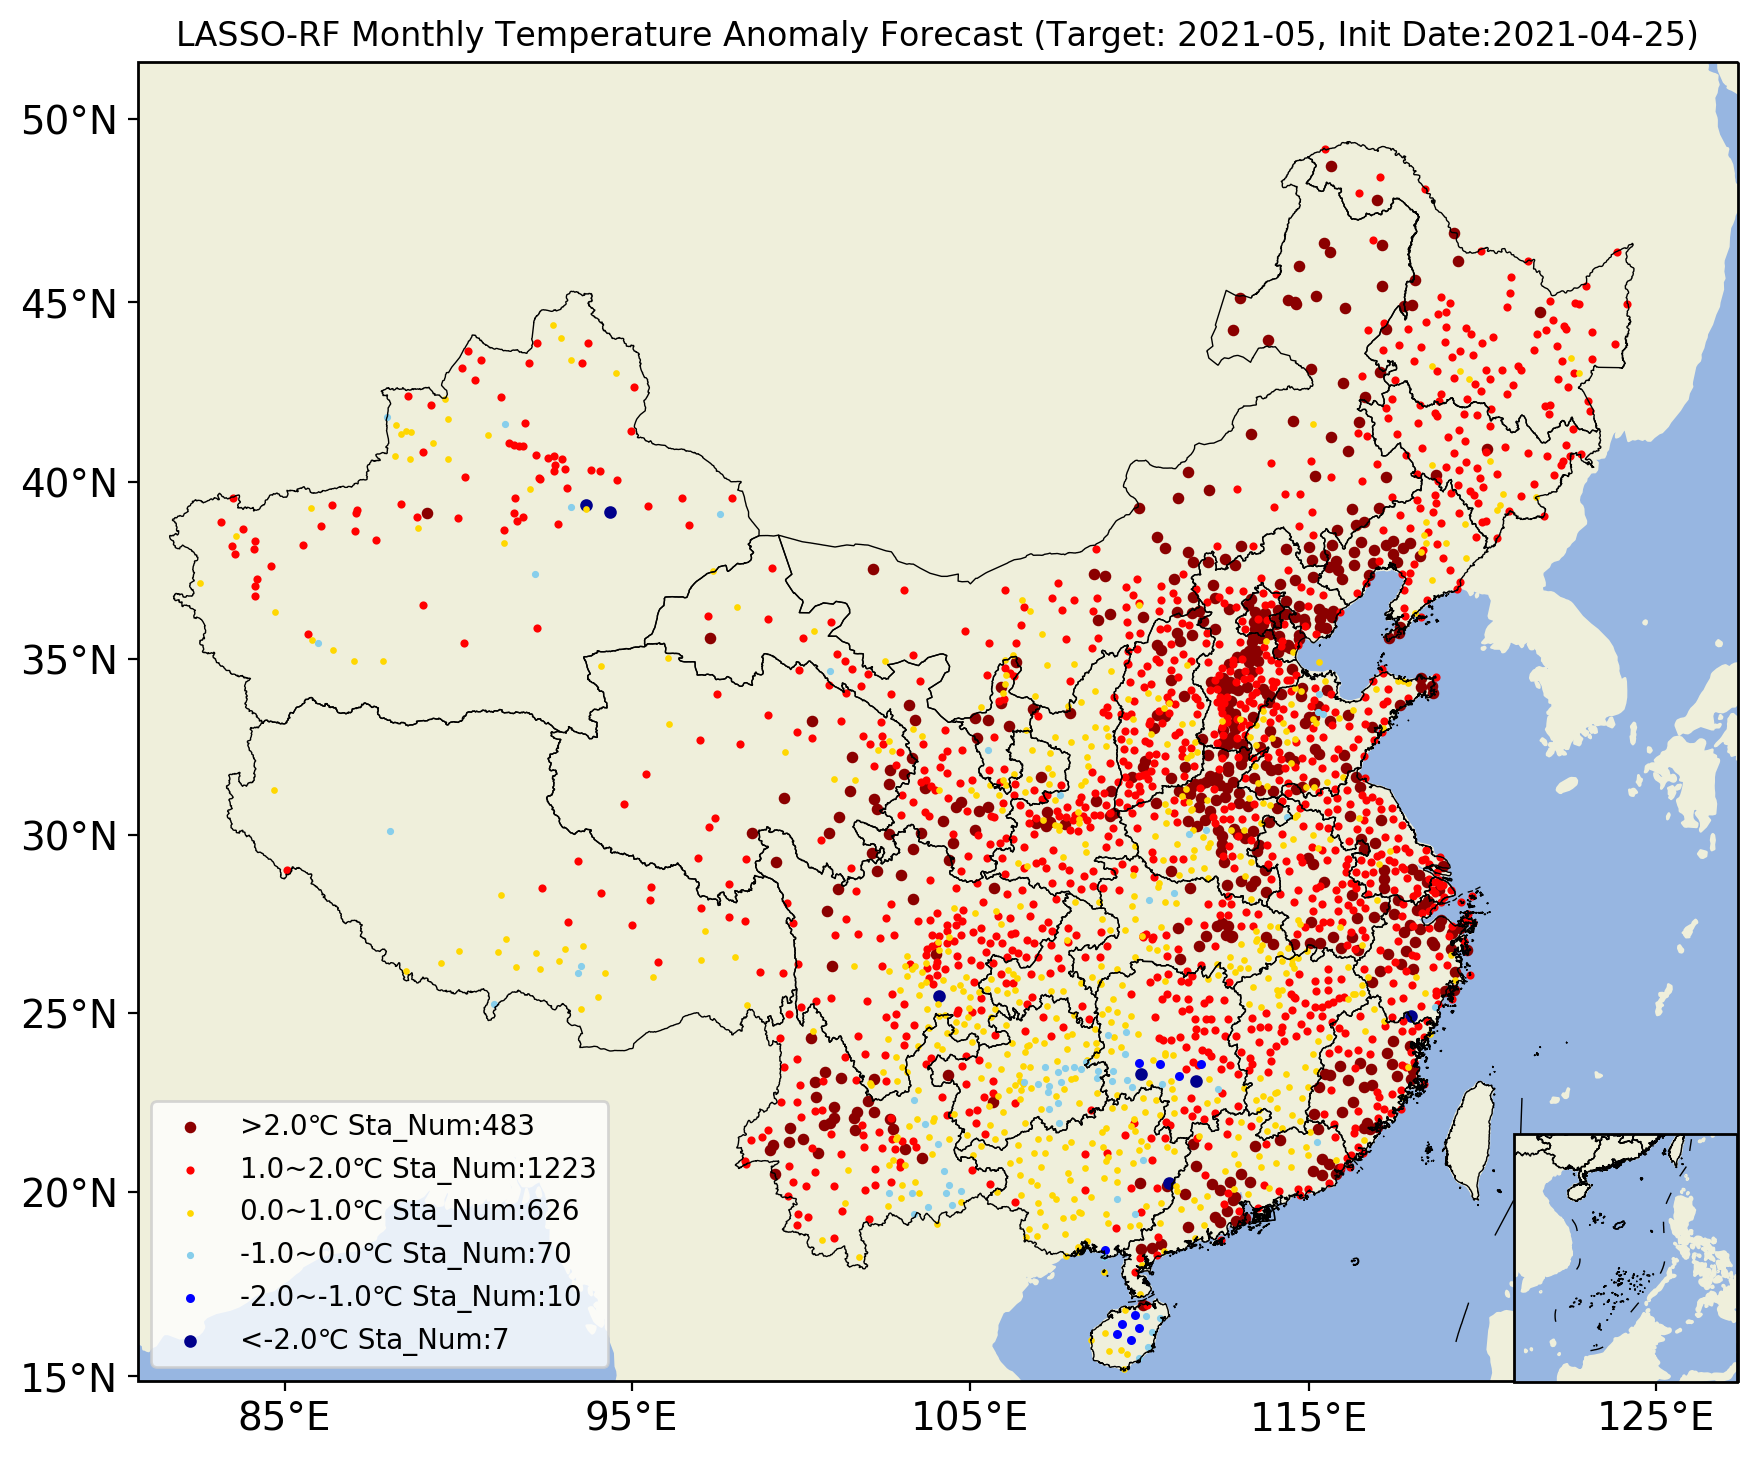 LASSO-RF Monthly Temperature Anomaly Forecast (Target: 2021-05, Init Date:2021-04-25)
50°N
45°N
40°N
35°N
30°N
25°N
20°N
15°N
>2.0℃ Sta_Num:483
1.0~2.0℃ Sta_Num:1223
0.0~1.0℃ Sta_Num:626
-1.0~0.0℃ Sta_Num:70
-2.0~-1.0℃ Sta_Num:10
<-2.0℃ Sta_Num:7
85°E
95°E
105°E
115°E
125°E